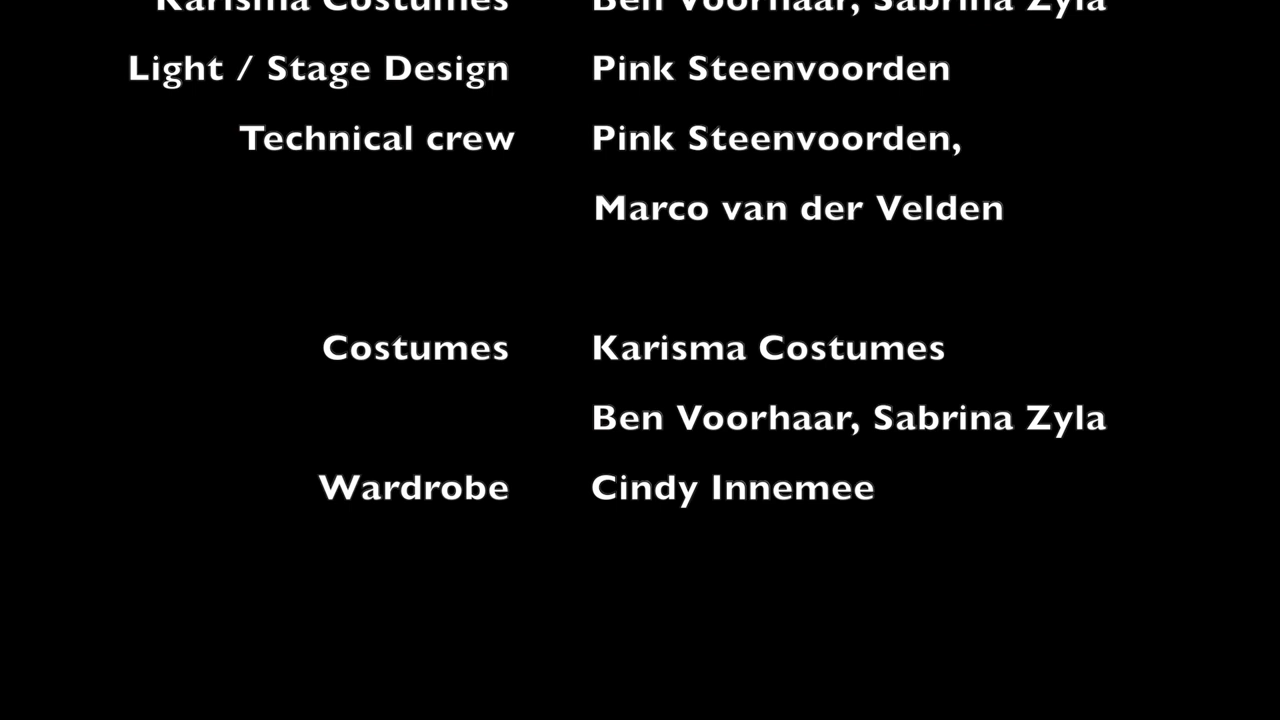 Karisma Costumes Ben Voorhaar, Sabrina Zyla
Light / Stage Design Pink Steenvoorden
Technical crew Pink Steenvoorden,
Marco van der Velden
Costumes Karisma Costumes
Ben Voorhaar, Sabrina Zyla
Wardrobe Cindy Innemee